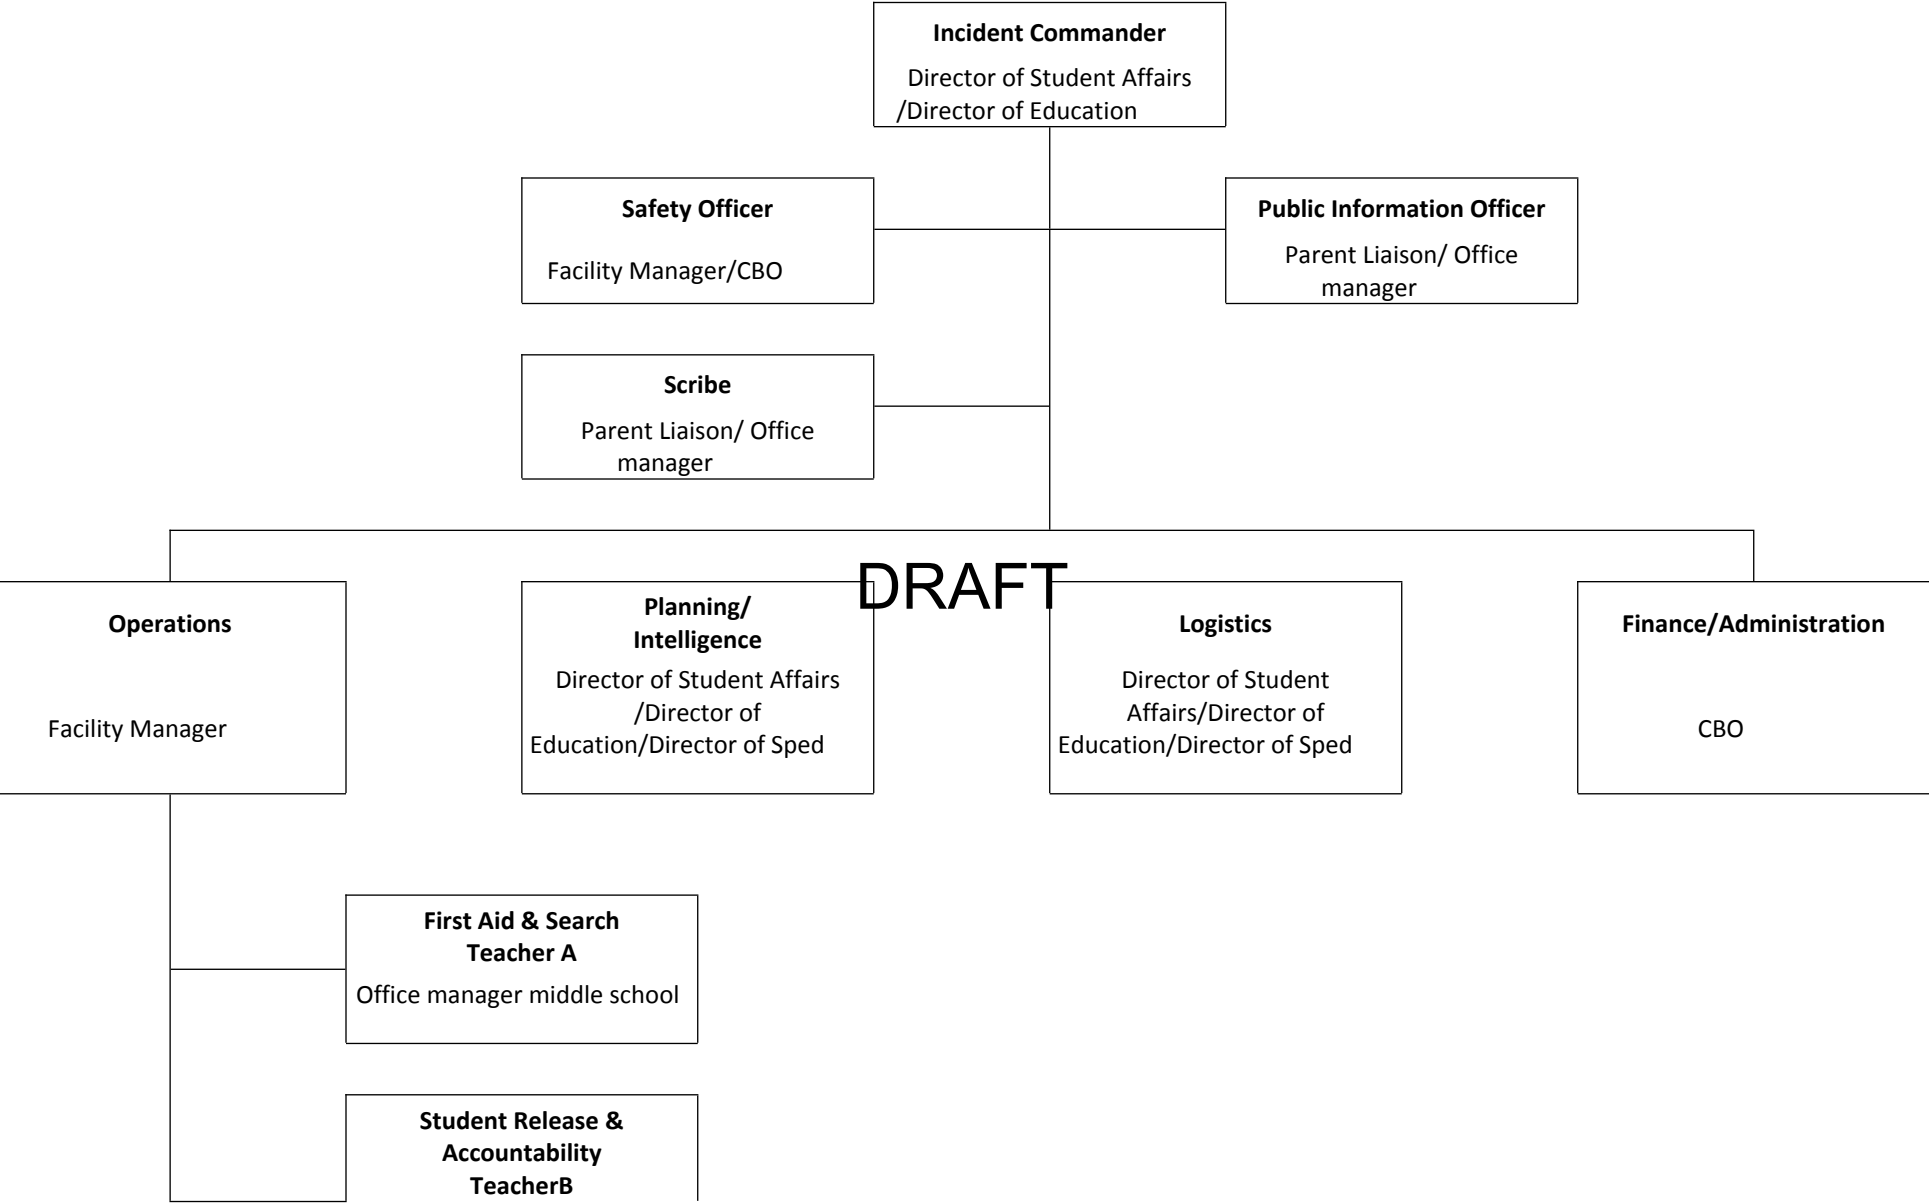 Incident Commander
Director of Student Affairs
/Director of Education
Safety Officer
Facility Manager/CBO
Public Information Officer
Parent Liaison/ Office
manager
Scribe
Parent Liaison/ Office
manager
DRAFT
Operations
Facility Manager
Planning/
Intelligence
Director of Student Affairs
/Director of
Education/Director of Sped
Logistics
Director of Student
Affairs/Director of
Education/Director of Sped
Finance/Administration
CBO
First Aid & Search
Teacher A
Office manager middle school
Student Release &
Accountability
TeacherB